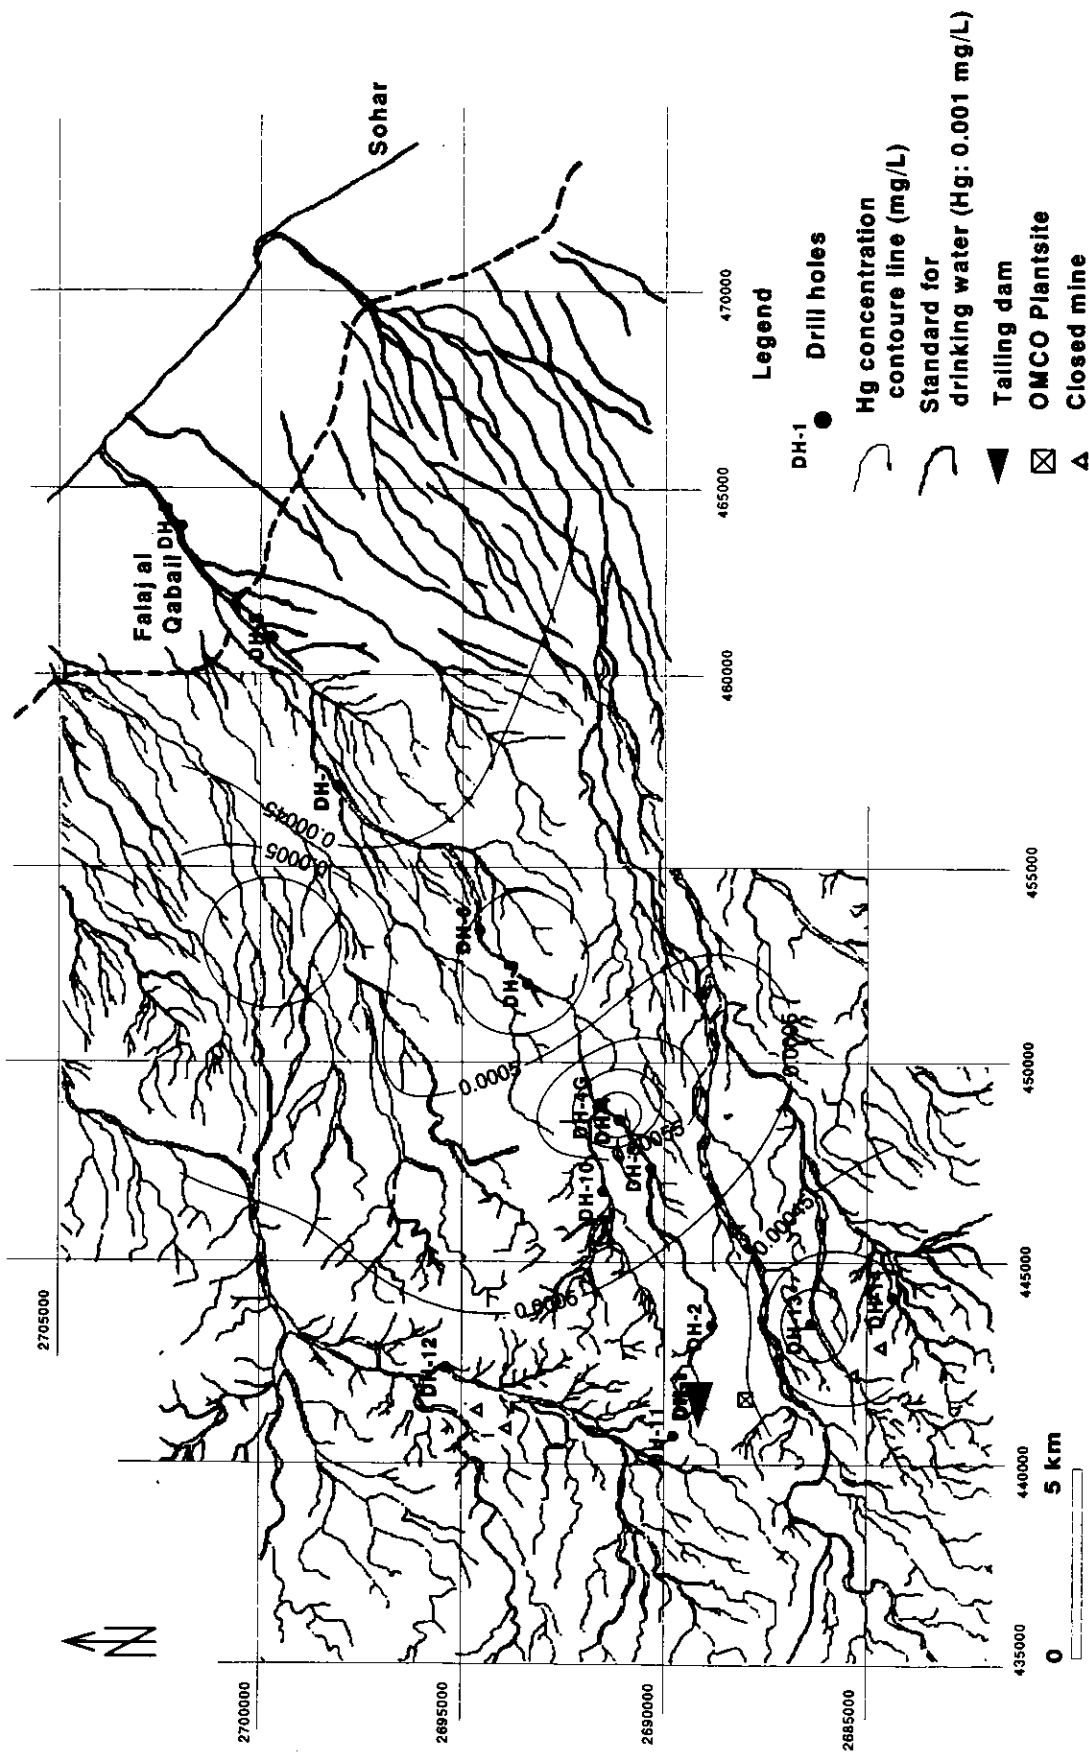 N
2705000
2700000
2695000
2690000
2685000
435000
440000
445000
450000
455000
460000
465000
470000
Sohar
Falaj al
Qabail
DH-7
DH-6
DH-4G
DH-10
DH-2
DH-12
DH-11
DH-13
0.00045
0.0005
0.0005
0.0005
0.00045
0 5 km
Legend
DH-1 Drill holes
Hg concentration
contoure line (mg/L)
Standard for
drinking water (Hg: 0.001 mg/L)
Tailing dam
OMCO Plantsite
Closed mine